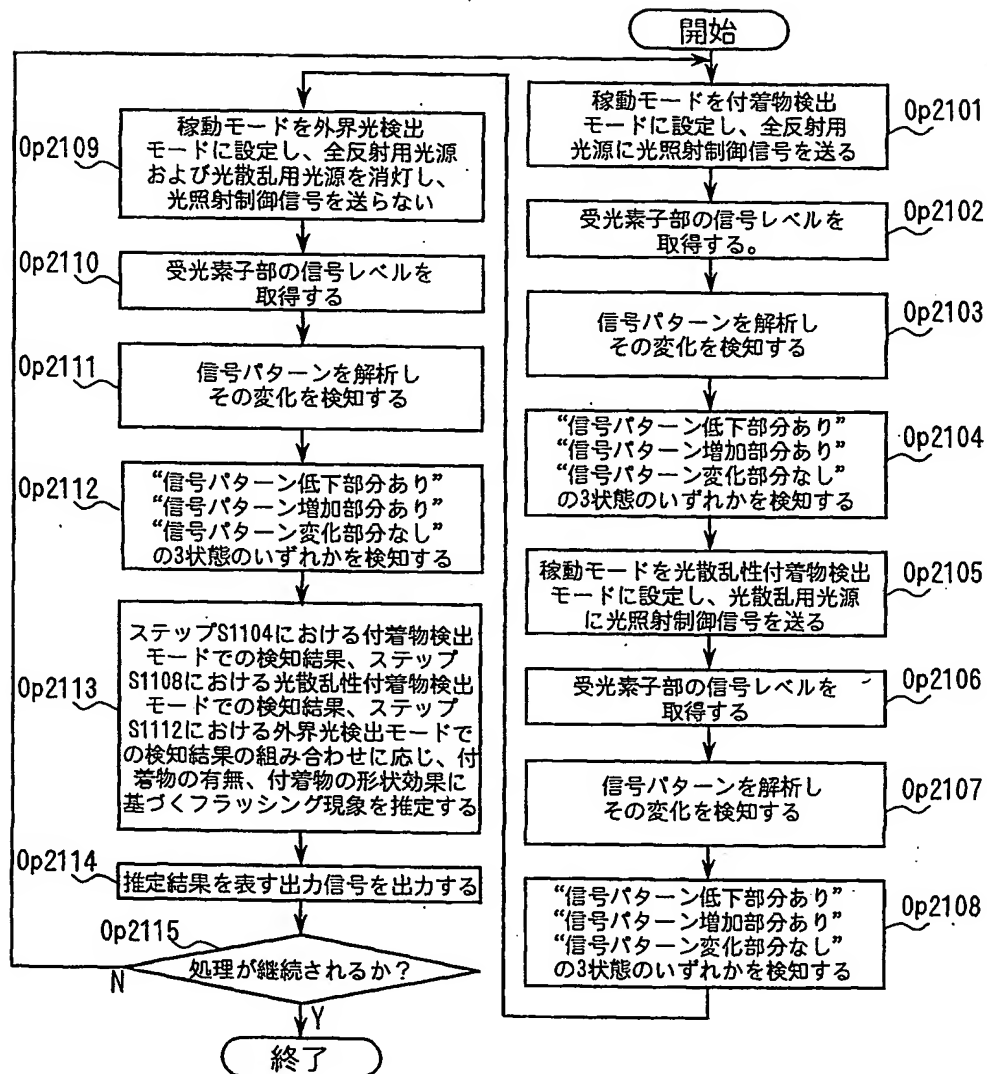 開始
稼動モードを付着物検出
モードに設定し、全反射用
光源に光照射制御信号を送る
Op2101
受光素子部の信号レベルを
取得する。
Op2102
信号パターンを解析し
その変化を検知する
Op2103
“信号パターン低下部分あり”
“信号パターン増加部分あり”
“信号パターン変化部分なし”
の3状態のいずれかを検知する
Op2104
稼動モードを光散乱性付着物検出
モードに設定し、光散乱用光源
に光照射制御信号を送る
Op2105
受光素子部の信号レベルを
取得する
Op2106
信号パターンを解析し
その変化を検知する
Op2107
“信号パターン低下部分あり”
“信号パターン増加部分あり”
“信号パターン変化部分なし”
の3状態のいずれかを検知する
Op2108
Op2109
稼動モードを外界光検出
モードに設定し、全反射用光源
および光散乱用光源を消灯し、
光照射制御信号を送らない
Op2110
受光素子部の信号レベルを
取得する
Op2111
信号パターンを解析し
その変化を検知する
Op2112
“信号パターン低下部分あり”
“信号パターン増加部分あり”
“信号パターン変化部分なし”
の3状態のいずれかを検知する
Op2113
ステップS1104における付着物検出
モードでの検知結果、ステップ
S1108における光散乱性付着物検出
モードでの検知結果、ステップ
S1112における外界光検出モードで
の検知結果の組み合わせに応じ、付
着物の有無、付着物の形状効果に
基づくフラッシング現象を推定する
Op2114
推定結果を表す出力信号を出力する
Op2115
処理が継続されるか？
N
Y
終了